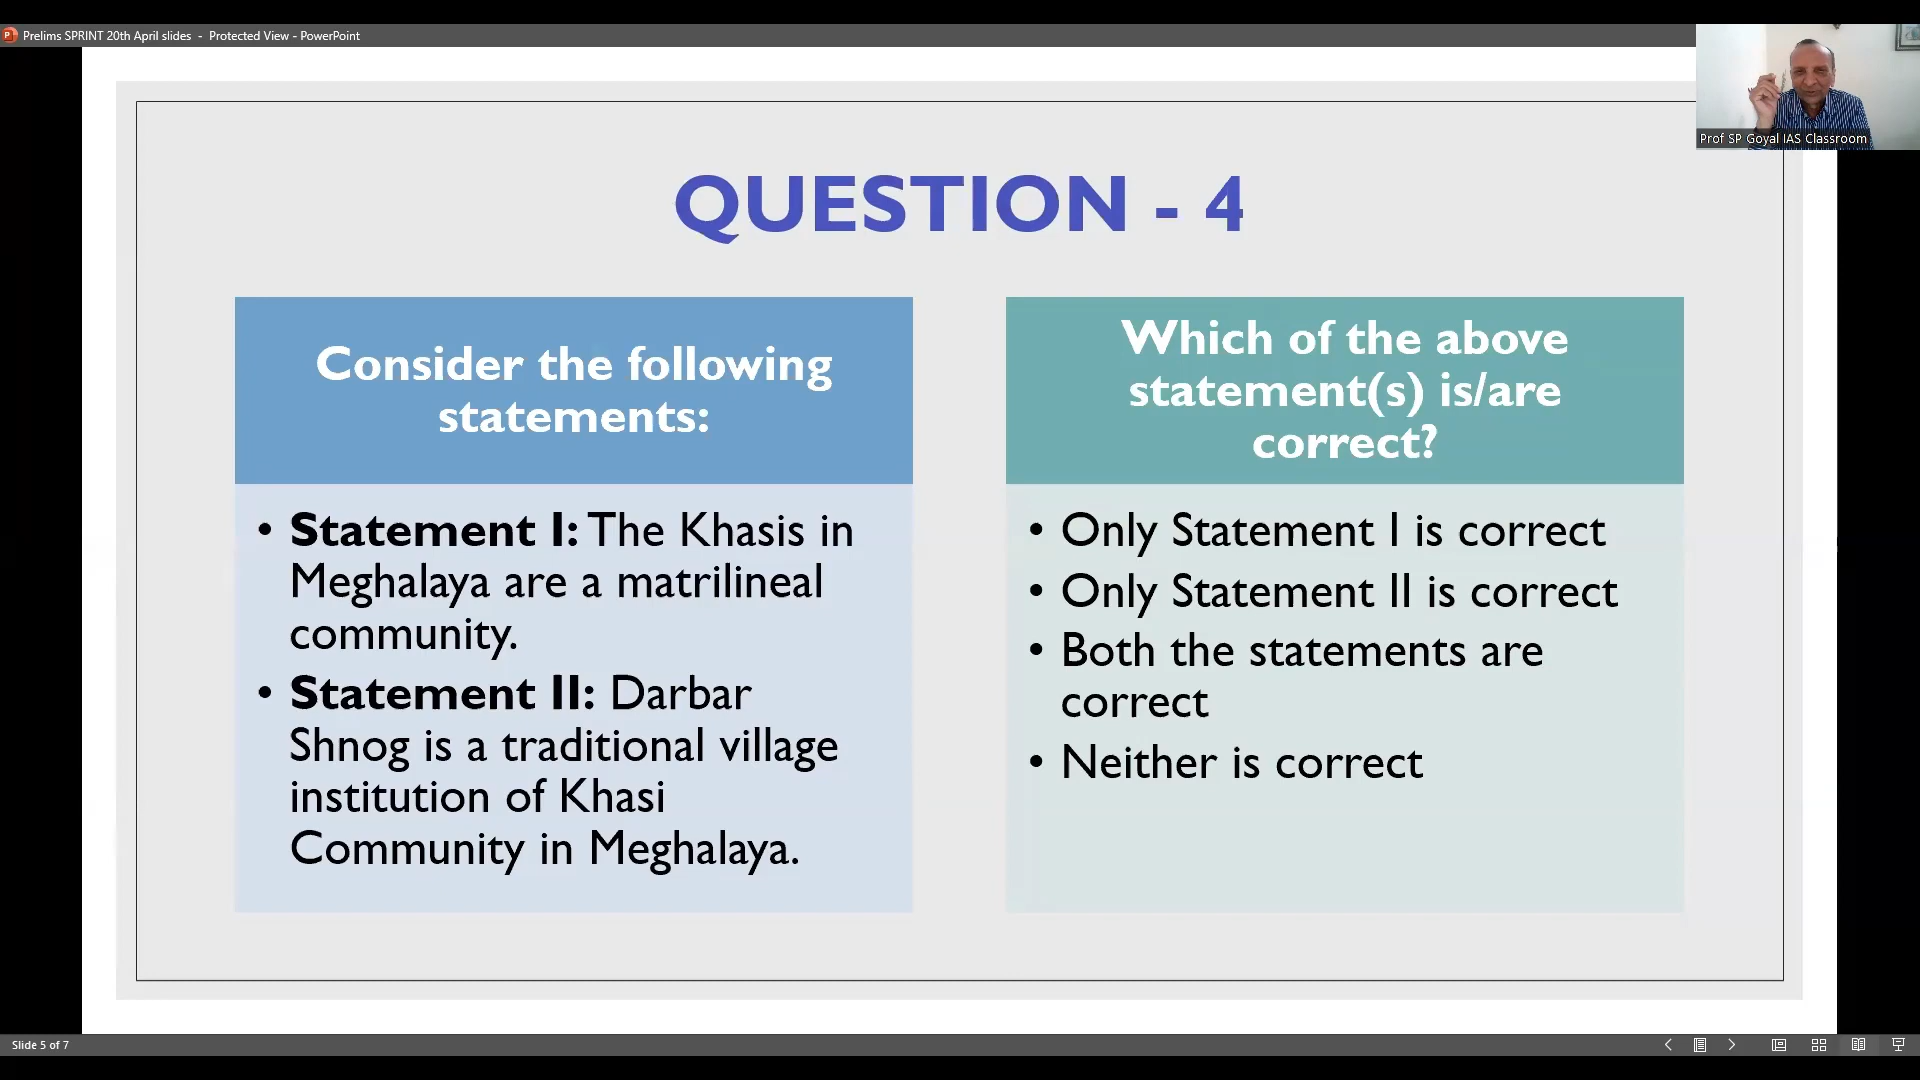 Prelims SPRINT 20th April slides - Protected View - PowerPoint
Prof SP Goyal IAS Classroom
QUESTION - 4
Consider the following
statements:
• Statement I: The Khasis in
Meghalaya are a matrilineal
community.
• Statement II: Darbar
Shnog is a traditional village
institution of Khasi
Community in Meghalaya.
Which of the above
statement(s) is/are
correct?
• Only Statement I is correct
• Only Statement II is correct
• Both the statements are
correct
• Neither is correct
Slide 5 of 7